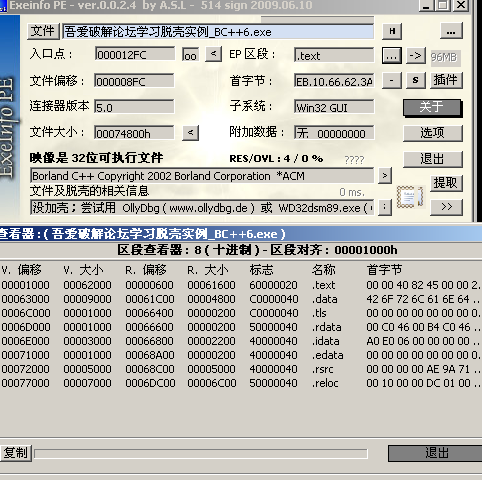 Exeinfo PE - ver.0.0.2.4 by A.S.L - 514 sign 2009.06.10
Exeinfo PE
文件 吾爱破解论坛学习脱壳实例_BC++6.exe H ...
入口点: 000012FC oo < EP 区段: .text ... -> 96MB
文件偏移: 000008FC 首字节: EB.10.66.62.3A - s 插件
连接器版本 5.0 子系统: Win32 GUI 关于
文件大小: 00074800h < 附加数据: 无 00000000 选项
映像是 32位可执行文件 RES/OVL : 4 / 0 % ???? 退出
Borland C++ Copyright 2002 Borland Corporation *ACM >
文件及脱壳的相关信息 0 ms. 提取
没加壳; 尝试用 OllyDbg ( www.ollydbg.de ) 或 WD32dsm89.exe ( : >>
查看器:( 吾爱破解论坛学习脱壳实例_BC++6.exe )
区段查看器: 8 ( 十进制 ) - 区段对齐: 00001000h
V. 偏移 V. 大小 R. 偏移 R. 大小 标志 名称 首字节
00001000 00062000 00000600 00061600 60000020 .text 00 00 40 82 45 00 00 2
00063000 00009000 00061C00 00004800 C0000040 .data 42 6F 72 6C 61 6E 64 ...
0006C000 00001000 00066400 00000200 C0000040 .tls 00 00 00 00 00 00 00 ...
0006D000 00001000 00066600 00000200 50000040 .rdata 00 C0 46 00 B4 C0 46 ...
0006E000 00003000 00066800 00002200 40000040 .idata A0 E0 06 00 00 00 00 ...
00071000 00001000 00068A00 00000200 40000040 .edata 00 00 00 00 00 00 00 ...
00072000 00005000 00068C00 00005000 40000040 .rsrc 00 00 00 00 AE 9A 71 ...
00077000 00007000 0006DC00 00006C00 50000040 .reloc 00 10 00 00 DC 01 00 ...
复制 退出